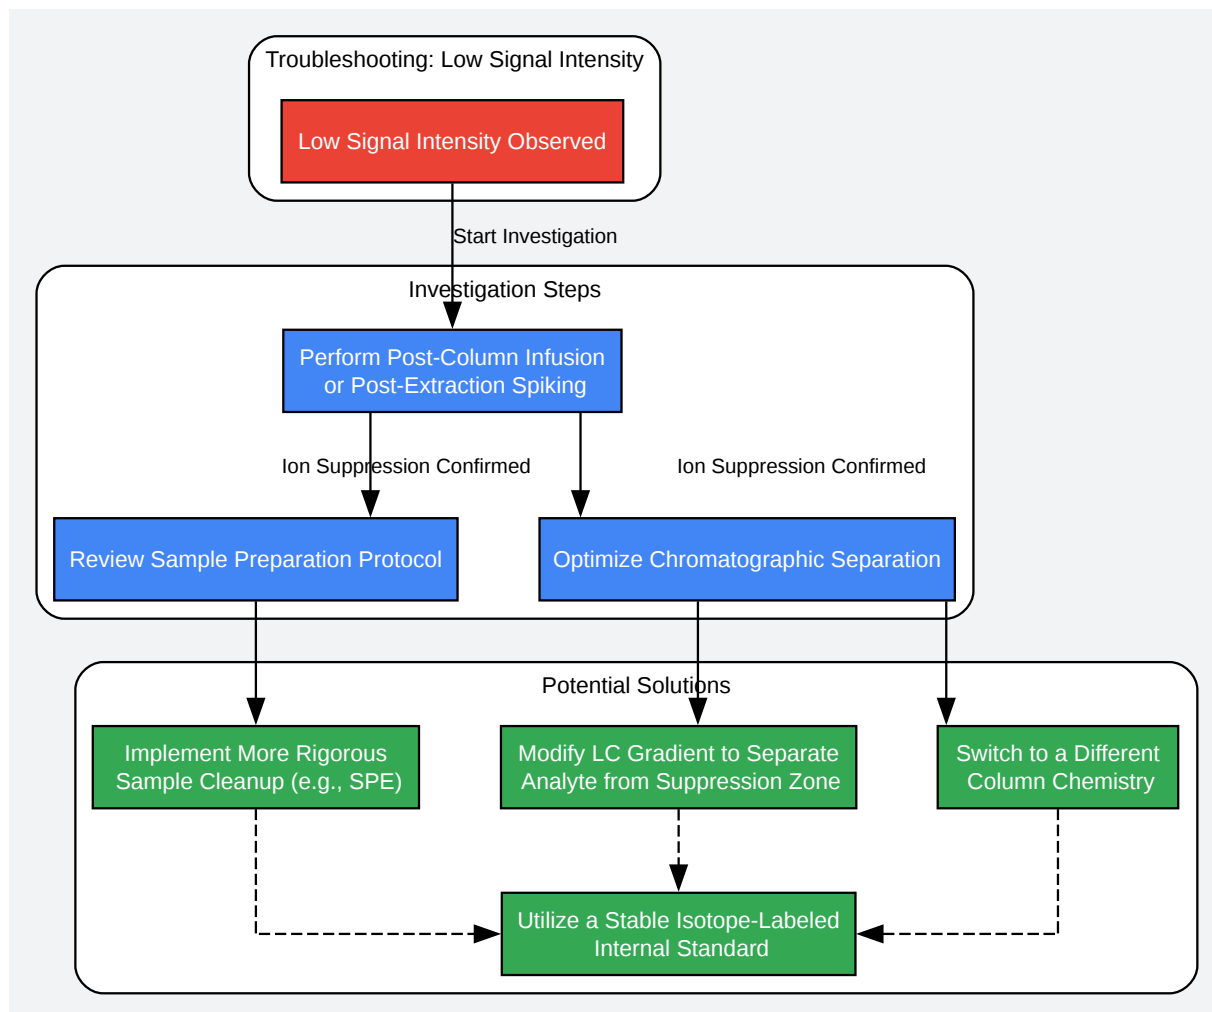 Troubleshooting: Low Signal Intensity
Low Signal Intensity Observed
Start Investigation
Investigation Steps
Perform Post-Column Infusion
or Post-Extraction Spiking
Ion Suppression Confirmed
Ion Suppression Confirmed
Review Sample Preparation Protocol
Optimize Chromatographic Separation
Potential Solutions
Implement More Rigorous
Sample Cleanup (e.g., SPE)
Modify LC Gradient to Separate
Analyte from Suppression Zone
Switch to a Different
Column Chemistry
Utilize a Stable Isotope-Labeled
Internal Standard